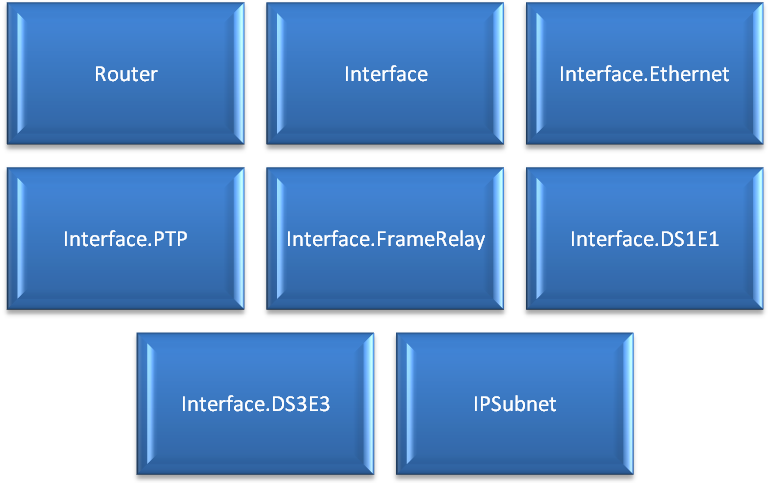 Router
Interface
Interface.Ethernet
Interface.PTP
Interface.FrameRelay
Interface.DS1E1
Interface.DS3E3
IPSubnet